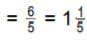 = 6/5 = 1 1/5